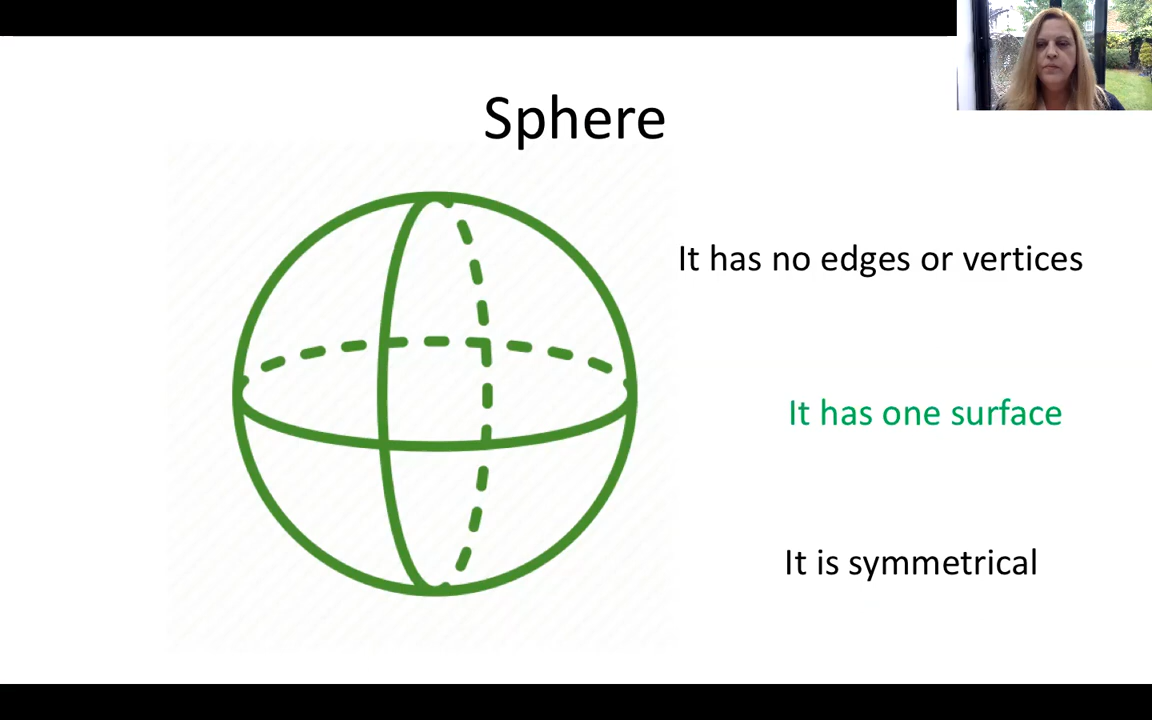 Sphere
It has no edges or vertices
It has one surface
It is symmetrical